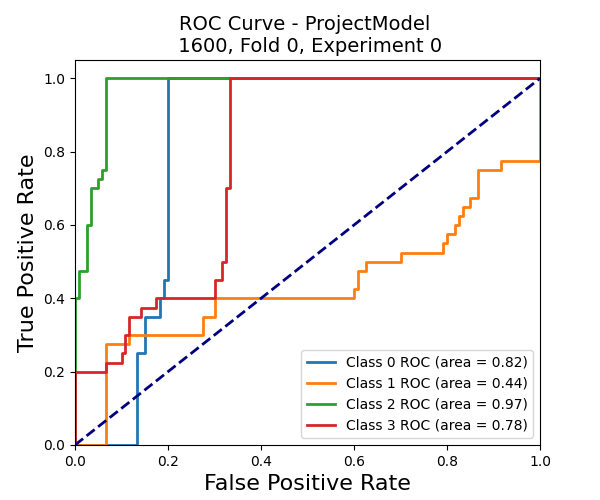 ROC Curve - ProjectModel
1600, Fold 0, Experiment 0
True Positive Rate
1.0
0.8
0.6
0.4
0.2
0.0
Class 0 ROC (area = 0.82)
Class 1 ROC (area = 0.44)
Class 2 ROC (area = 0.97)
Class 3 ROC (area = 0.78)
0.0 0.2 0.4 0.6 0.8 1.0
False Positive Rate